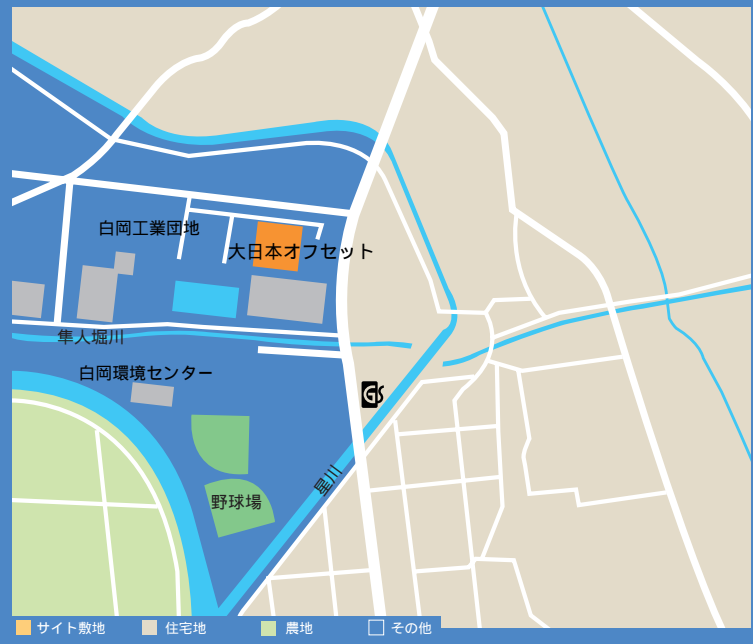 白岡工業団地
大日本オフセット
隼人堀川
白岡環境センター
GS
星川
野球場
サイト敷地
住宅地
農地
その他